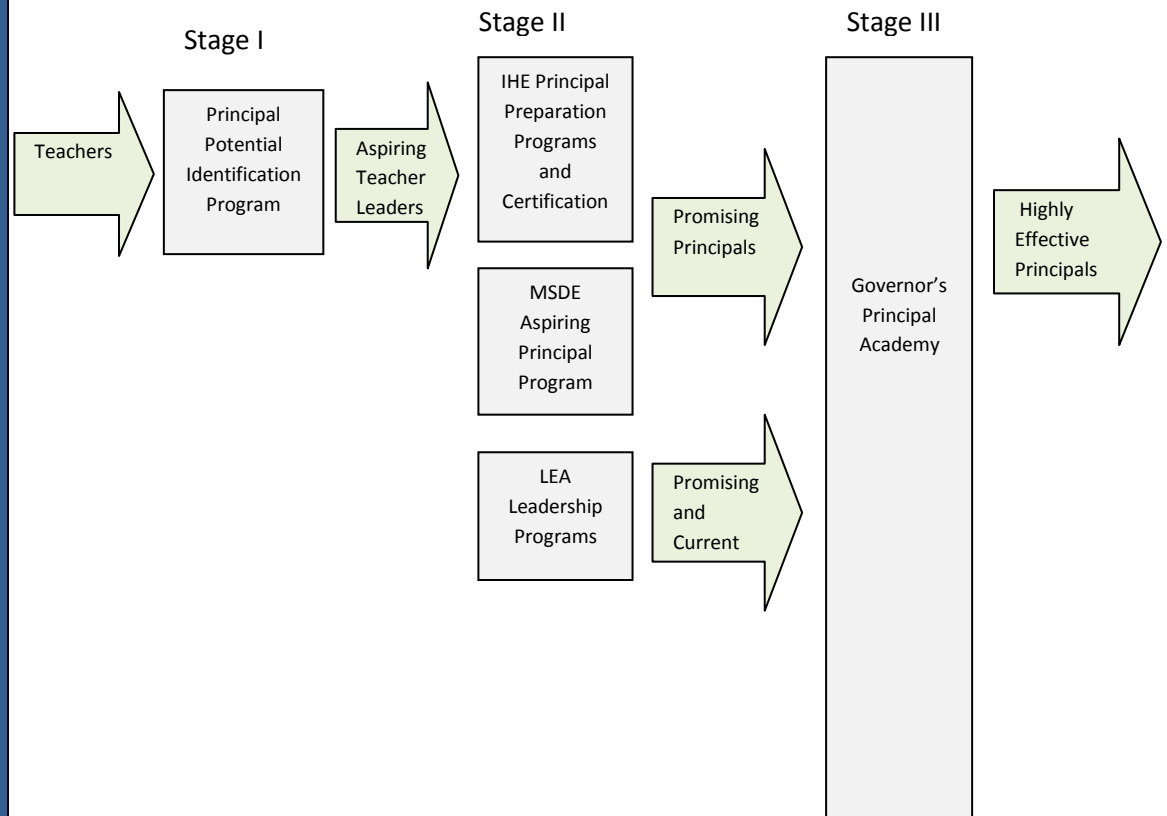 Stage I
Stage II
Stage III
Teachers
Principal
Potential
Identification
Program
Aspiring
Teacher
Leaders
IHE Principal
Preparation
Programs
and
Certification
MSDE
Aspiring
Principal
Program
LEA
Leadership
Programs
Promising
Principals
Promising
and
Current
Governor’s
Principal
Academy
Highly
Effective
Principals